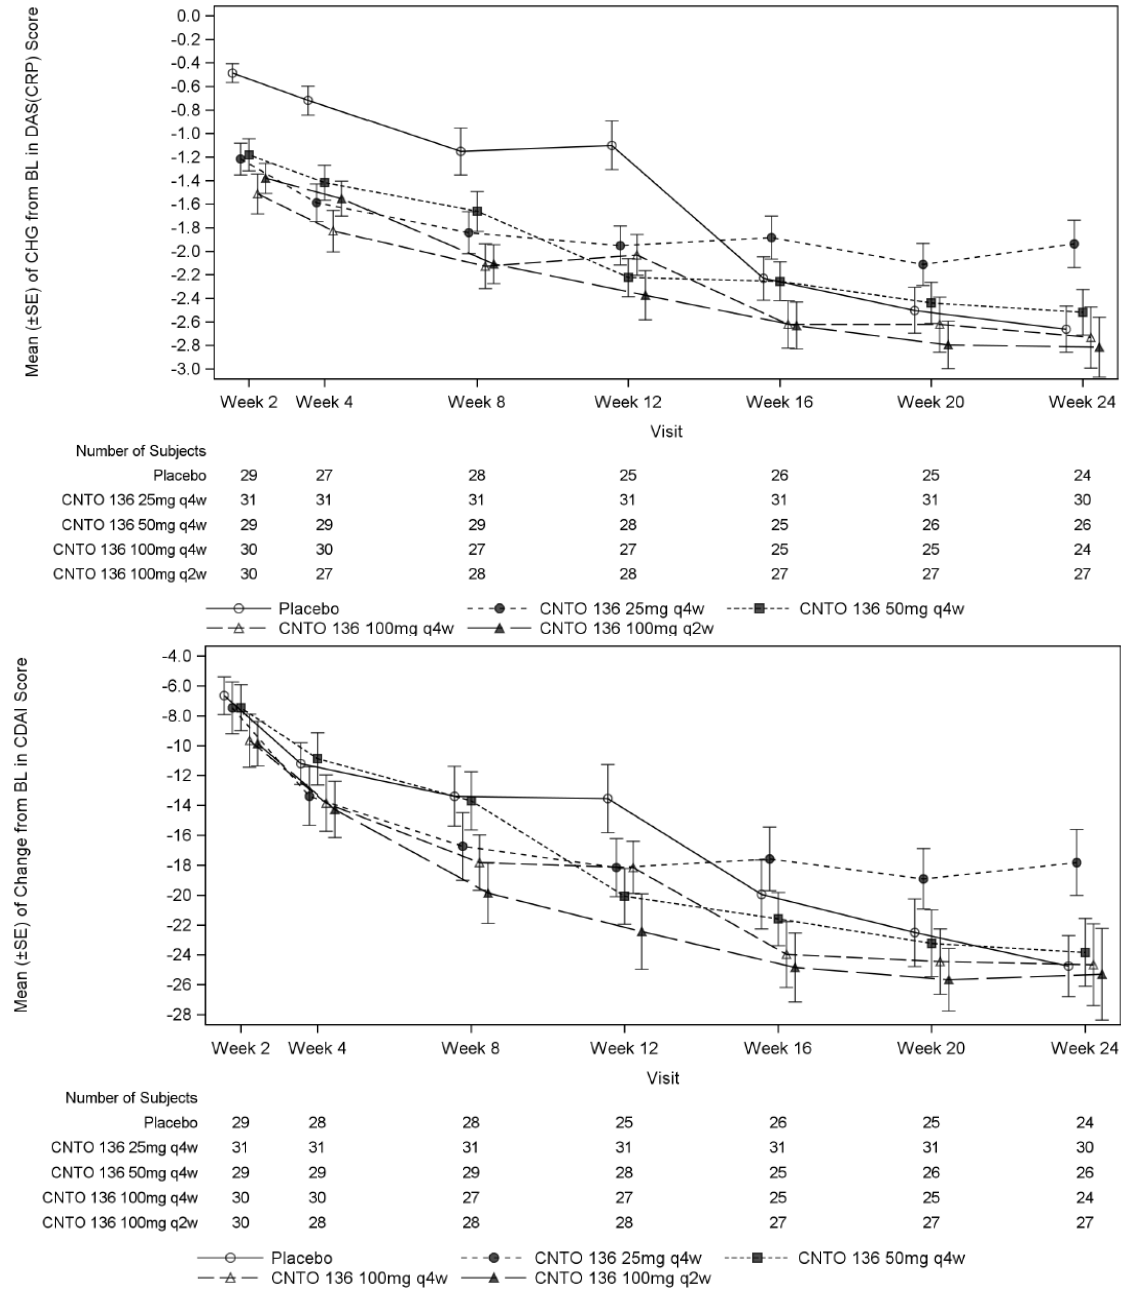 Mean (±SE) of CHG from BL in DAS(CRP) Score
0.0
-0.2
-0.4
-0.6
-0.8
-1.0
-1.2
-1.4
-1.6
-1.8
-2.0
-2.2
-2.4
-2.6
-2.8
-3.0
Week 2 Week 4 Week 8 Week 12 Week 16 Week 20 Week 24
Visit
Number of Subjects
Placebo 29 27 28 25 26 25 24
CNTO 136 25mg q4w 31 31 31 31 31 31 30
CNTO 136 50mg q4w 29 29 29 28 25 26 26
CNTO 136 100mg q4w 30 30 27 27 25 25 24
CNTO 136 100mg q2w 30 27 28 28 27 27 27
Placebo CNTO 136 25mg q4w CNTO 136 50mg q4w
CNTO 136 100mg q4w CNTO 136 100mg q2w
Mean (±SE) of Change from BL in CDAI Score
-4.0
-6.0
-8.0
-10
-12
-14
-16
-18
-20
-22
-24
-26
-28
Week 2 Week 4 Week 8 Week 12 Week 16 Week 20 Week 24
Visit
Number of Subjects
Placebo 29 28 28 25 26 25 24
CNTO 136 25mg q4w 31 31 31 31 31 31 30
CNTO 136 50mg q4w 29 29 29 28 25 26 26
CNTO 136 100mg q4w 30 30 27 27 25 25 24
CNTO 136 100mg q2w 30 28 28 28 27 27 27
Placebo CNTO 136 25mg q4w CNTO 136 50mg q4w
CNTO 136 100mg q4w CNTO 136 100mg q2w